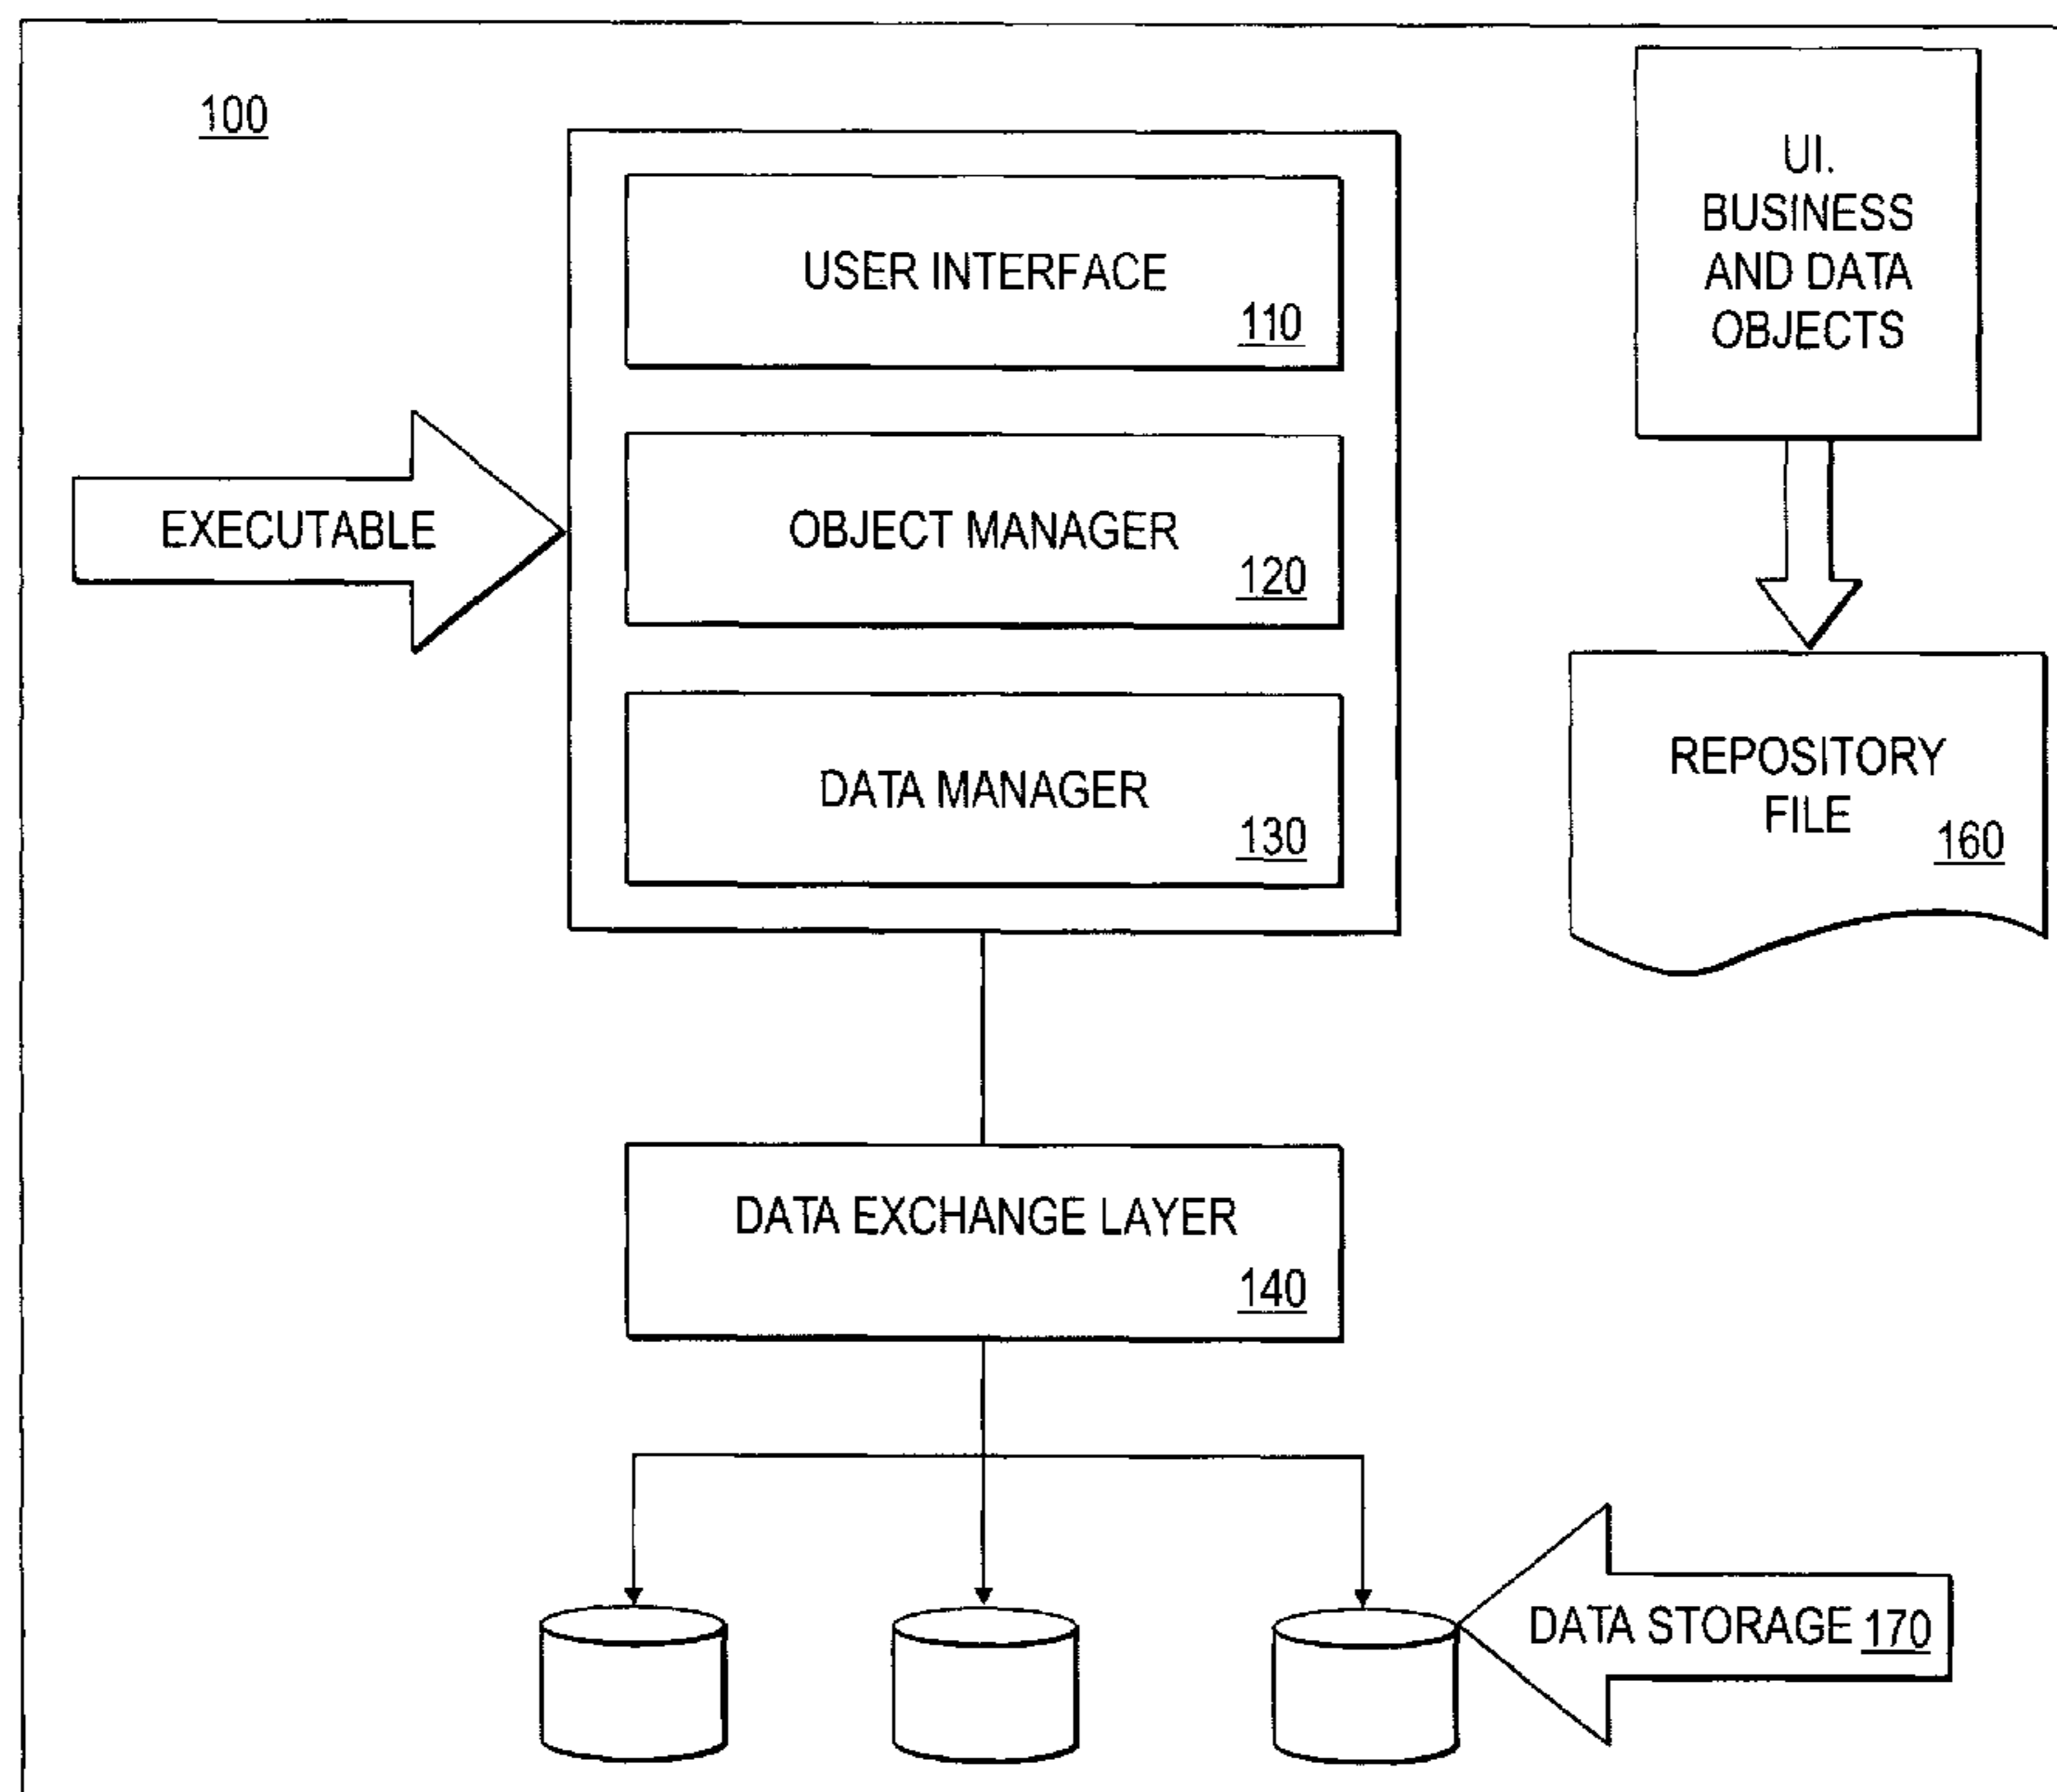 100
UI.
BUSINESS
AND DATA
OBJECTS
USER INTERFACE
110
EXECUTABLE
OBJECT MANAGER
120
DATA MANAGER
130
REPOSITORY
FILE
160
DATA EXCHANGE LAYER
140
DATA STORAGE 170